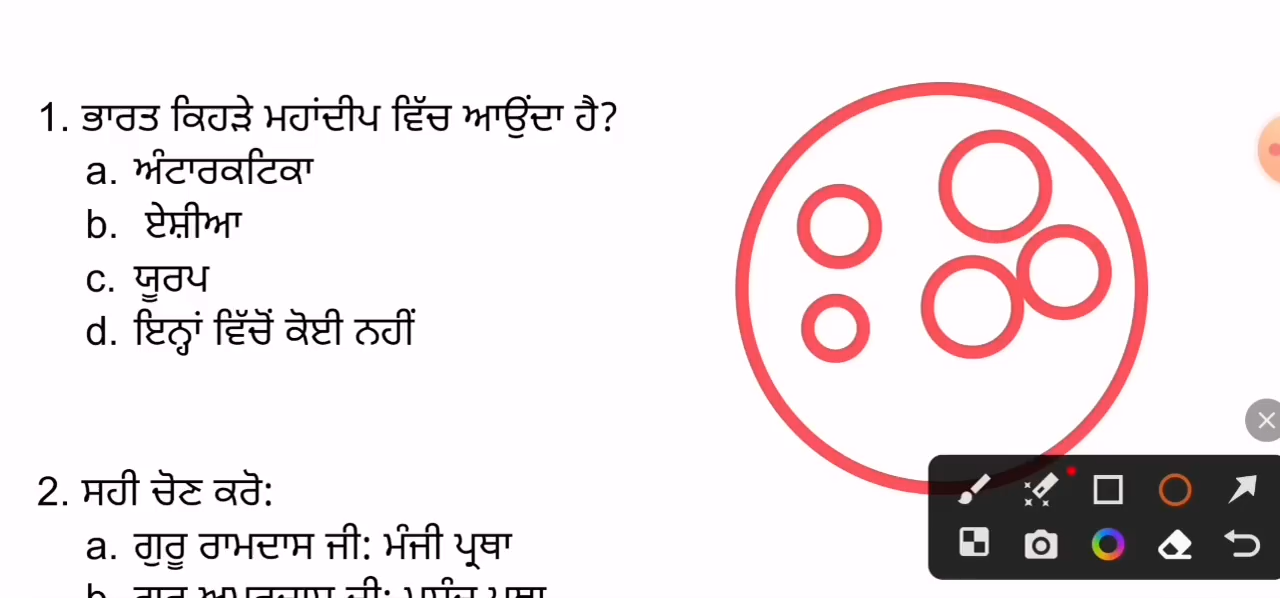 1. ਭਾਰਤ ਕਿਹੜੇ ਮਹਾਂਦੀਪ ਵਿੱਚ ਆਉਂਦਾ ਹੈ?
a. ਅੰਟਾਰਕਟਿਕਾ
b. ਏਸ਼ੀਆ
c. ਯੂਰਪ
d. ਇਨ੍ਹਾਂ ਵਿੱਚੋਂ ਕੋਈ ਨਹੀਂ
2. ਸਹੀ ਚੋਣ ਕਰੋ:
a. ਗੁਰੂ ਰਾਮਦਾਸ ਜੀ: ਮੰਜੀ ਪ੍ਰਥਾ